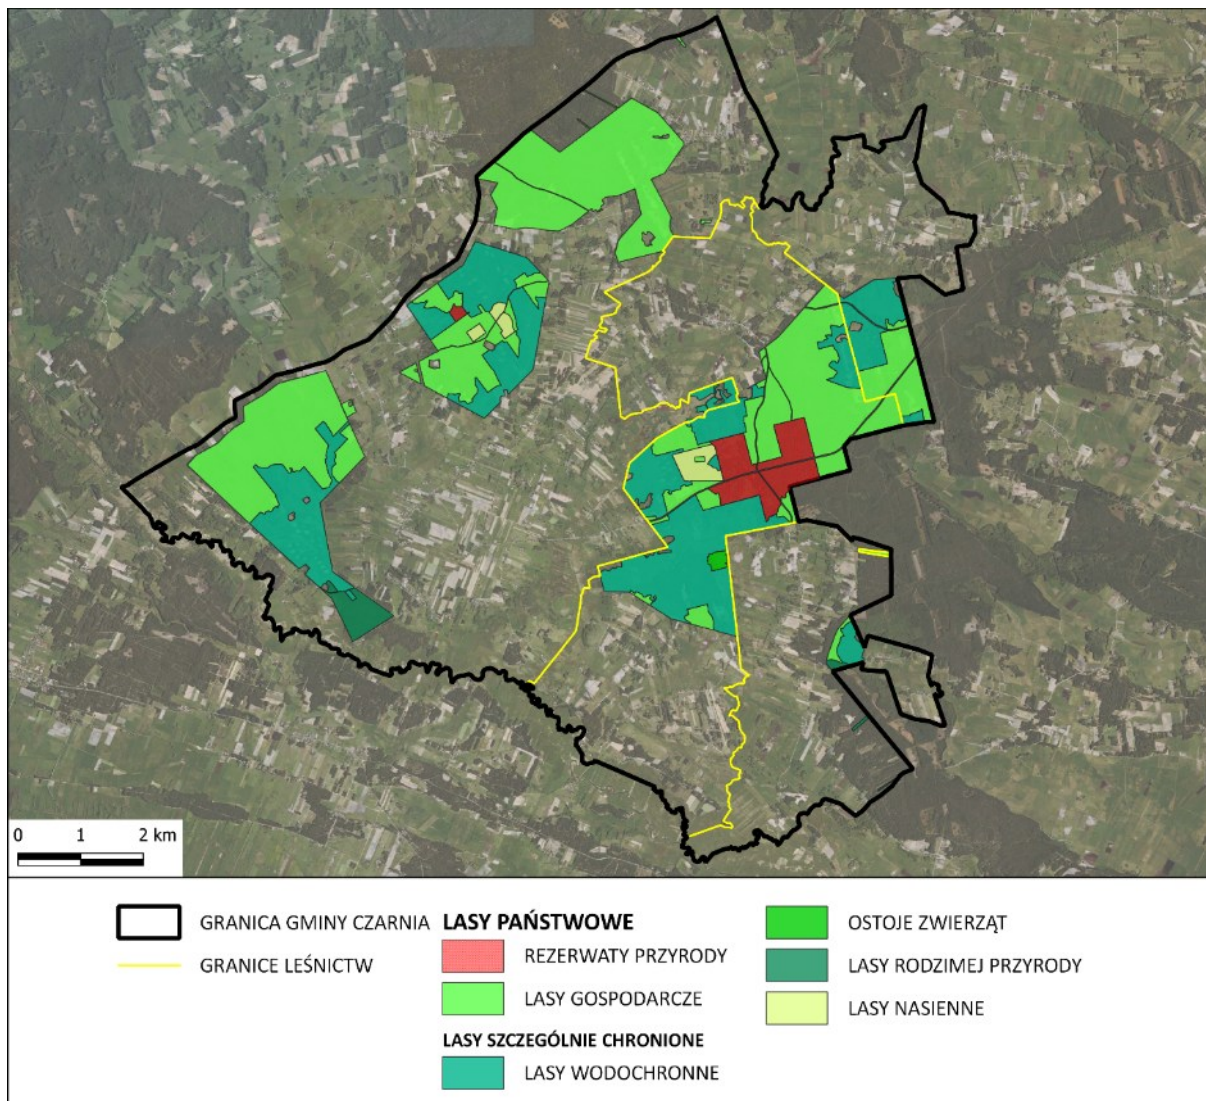 0 1 2 km
GRANICA GMINY CZARNIA
GRANICE LEŚNICTW
LASY PAŃSTWOWE
REZERWATY PRZYRODY
LASY GOSPODARCZE
LASY SZCZEGÓLNIE CHRONIONE
LASY WODOCHRONNE
OSTOJE ZWIERZĄT
LASY RODZIMEJ PRZYRODY
LASY NASIENNE